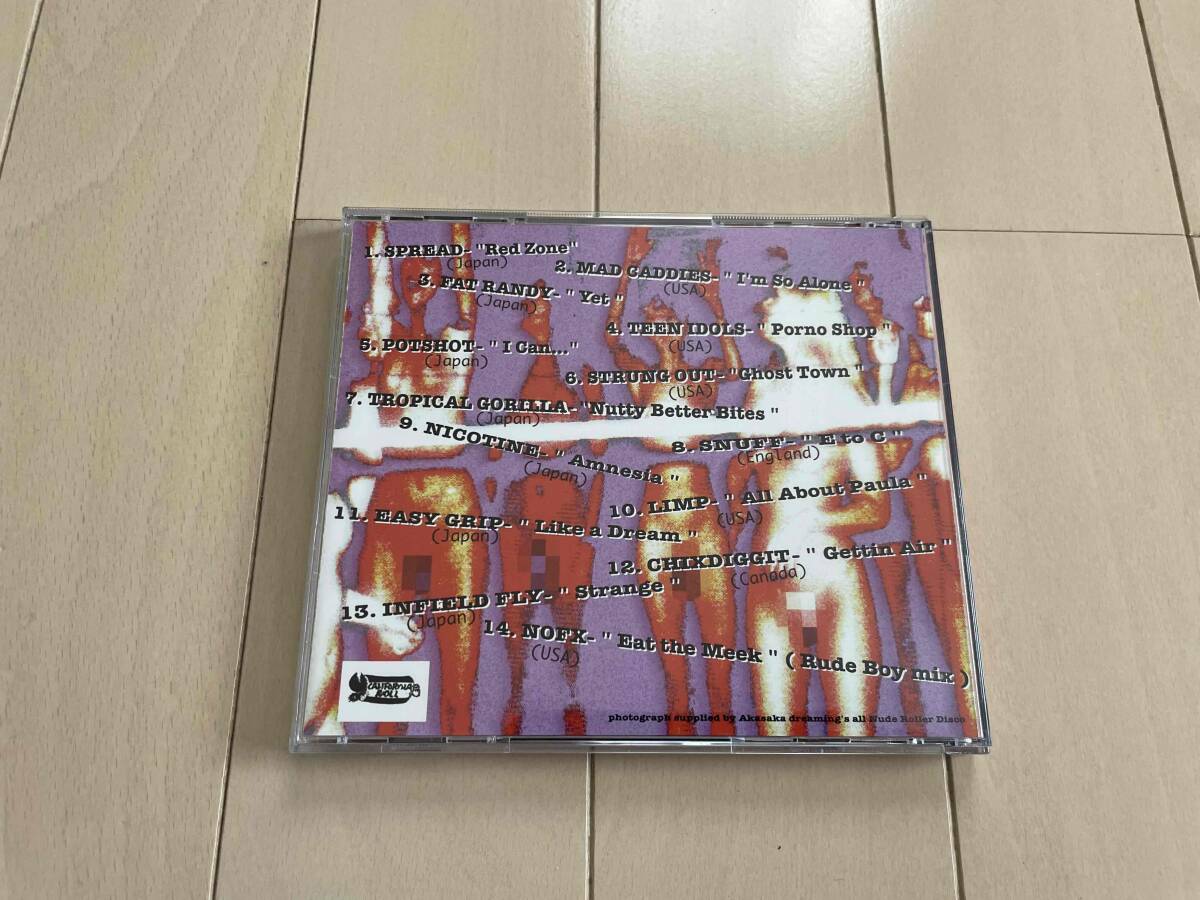 1. SPREAD- "Red Zone"
(Japan)
2. MAD CADDIES- " I'm So Alone "
(USA)
3. FAT RANDY- " Yet "
(Japan)
4. TEEN IDOLS- " Porno Shop "
(USA)
5. POTSHOT- " I Can..."
(Japan)
6. STRUNG OUT- "Ghost Town "
(USA)
7. TROPICAL GORILLA- "Nutty Better Bites "
(Japan)
9. NICOTINE- " Amnesia "
(Japan)
8. SNUFF- " E to C "
(England)
10. LIMP- " All About Paula "
(USA)
11. EASY GRIP- " Like a Dream "
(Japan)
12. CHIXDIGGIT- " Gettin Air "
(Canada)
13. INFIELD FLY- " Strange "
(Japan)
14. NOFX- " Eat the Meek " ( Rude Boy mix )
(USA)
CALIFORNIA
ROLL
photograph supplied by Akasaka dreaming's all Nude Roller Disco